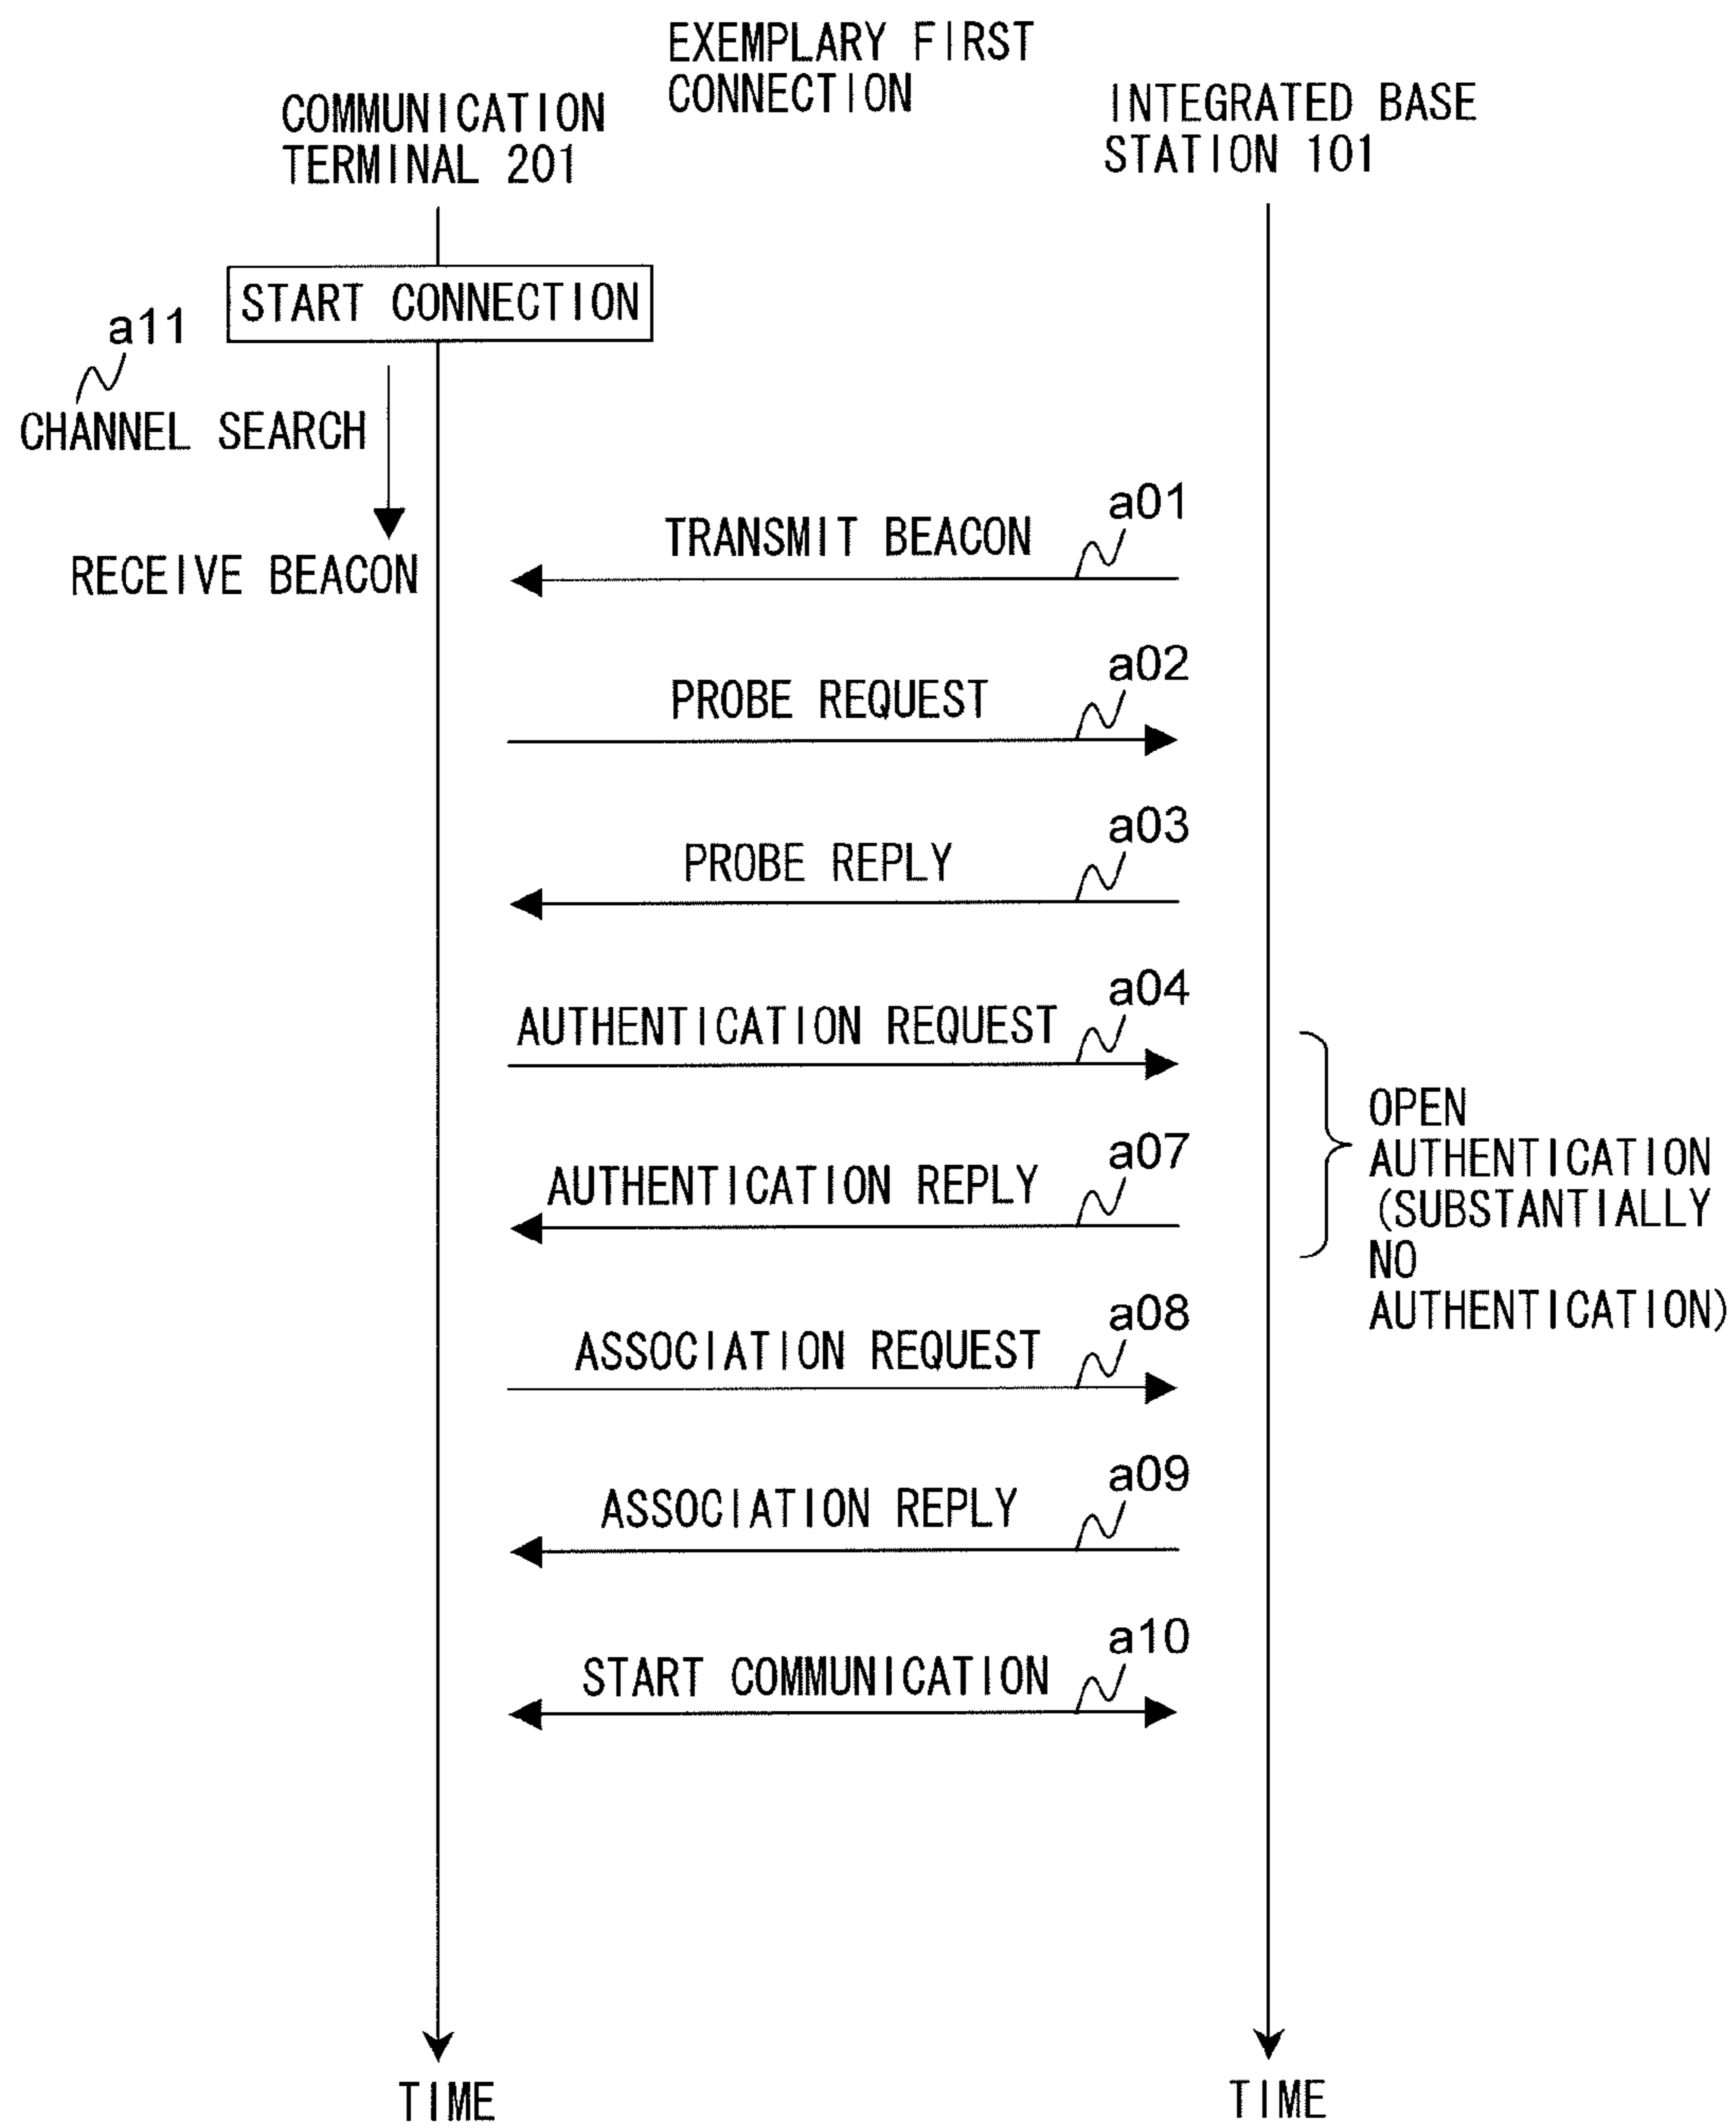 EXEMPLARY FIRST
CONNECTION
COMMUNICATION
TERMINAL 201
INTEGRATED BASE
STATION 101
START CONNECTION
a11
CHANNEL SEARCH
RECEIVE BEACON
a01
TRANSMIT BEACON
a02
PROBE REQUEST
a03
PROBE REPLY
a04
AUTHENTICATION REQUEST
a07
AUTHENTICATION REPLY
OPEN
AUTHENTICATION
(SUBSTANTIALLY
NO
AUTHENTICATION)
a08
ASSOCIATION REQUEST
a09
ASSOCIATION REPLY
a10
START COMMUNICATION
TIME
TIME